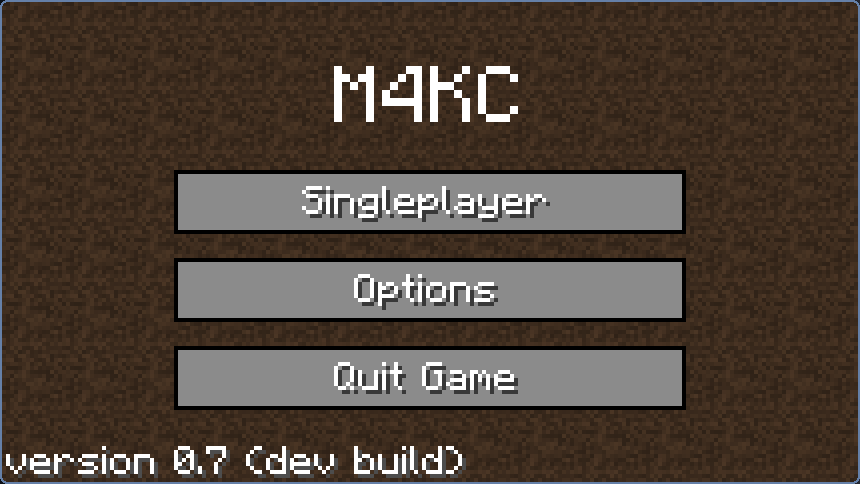 M4KC
Singleplayer
Options
Quit Game
version 0.7 (dev build)